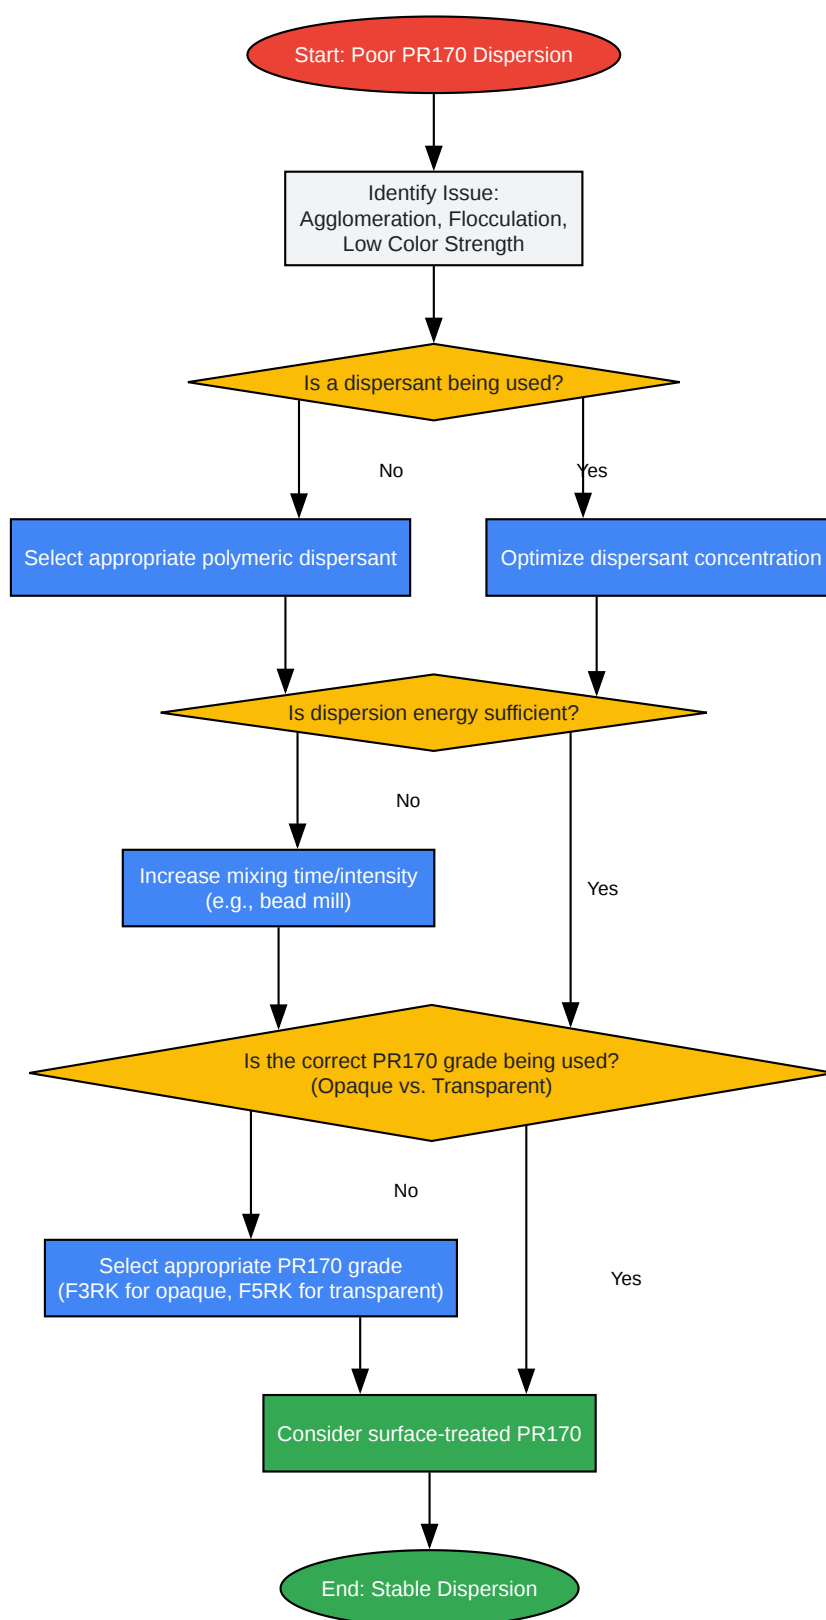 Start: Poor PR170 Dispersion
Identify Issue:
Agglomeration, Flocculation,
Low Color Strength
Is a dispersant being used?
No
Yes
Select appropriate polymeric dispersant
Optimize dispersant concentration
Is dispersion energy sufficient?
No
Increase mixing time/intensity
(e.g., bead mill)
Yes
Is the correct PR170 grade being used?
(Opaque vs. Transparent)
No
Select appropriate PR170 grade
(F3RK for opaque, F5RK for transparent)
Yes
Consider surface-treated PR170
End: Stable Dispersion